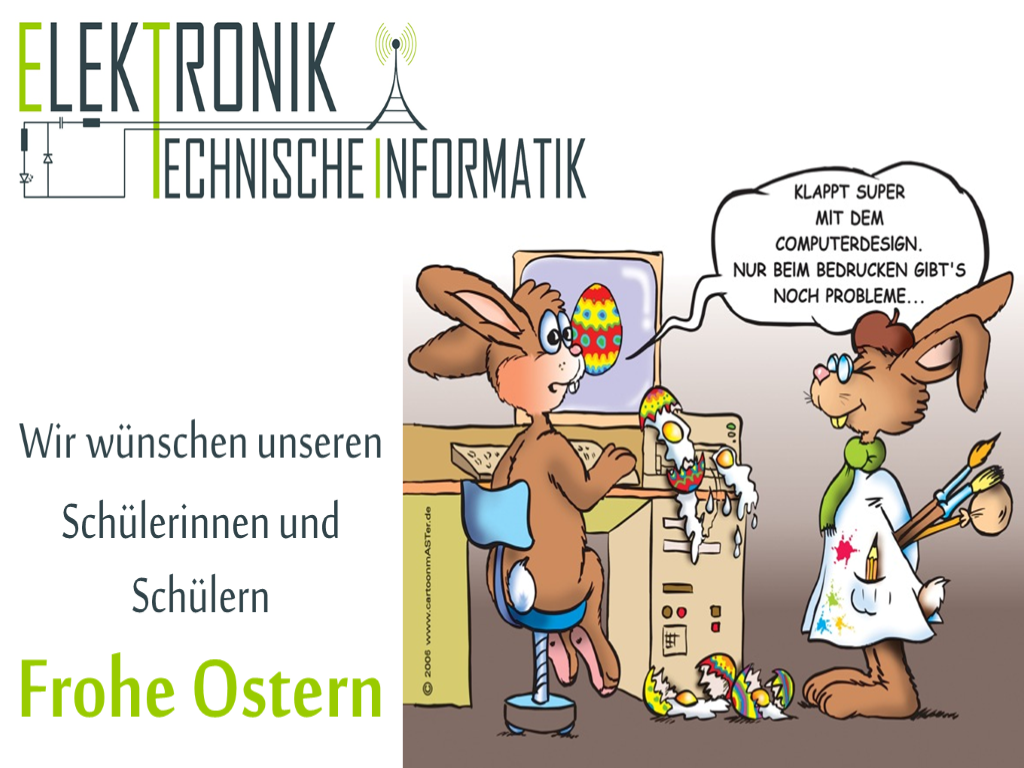 ELEKTRONIK
TECHNISCHE INFORMATIK
KLAPPT SUPER
MIT DEM
COMPUTERDESIGN.
NUR BEIM BEDRUCKEN GIBT'S
NOCH PROBLEME...
Wir wünschen unseren
Schülerinnen und
Schülern
Frohe Ostern
© 2006 www.cartoonmASTer.de